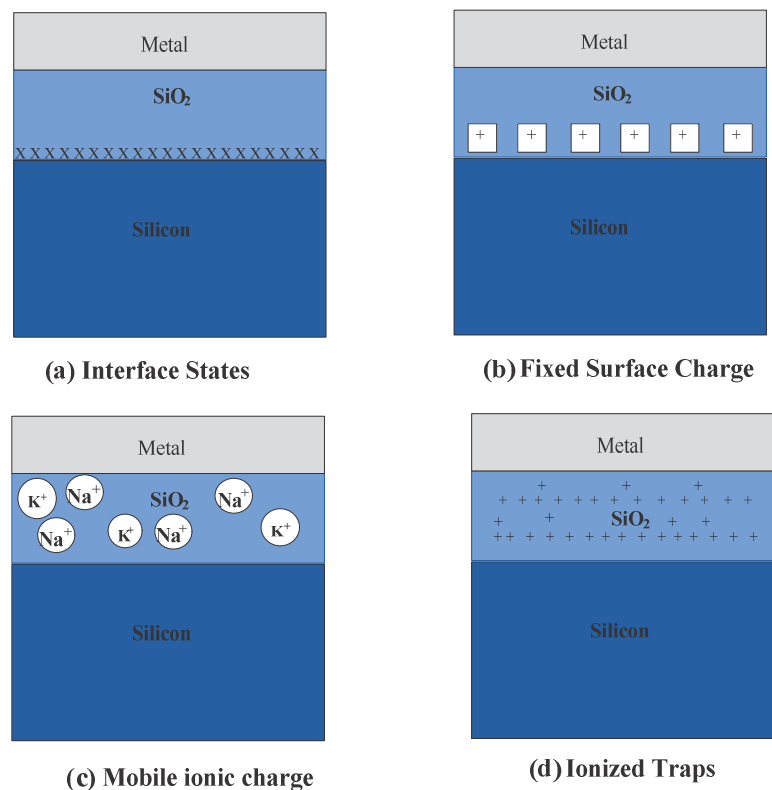 Metal
SiO₂
X X X X X X X X X X X X X X X X X X X X X
Silicon
(a) Interface States
Metal
SiO₂
+ + + + + +
Silicon
(b) Fixed Surface Charge
Metal
K⁺ Na⁺ SiO₂ Na⁺
Na⁺ K⁺ Na⁺ K⁺
Silicon
(c) Mobile ionic charge
Metal
+ + +
+ + + + + + + + + + + + + +
+ + SiO₂ + +
+ + + + + + + + + + + + + + +
Silicon
(d) Ionized Traps